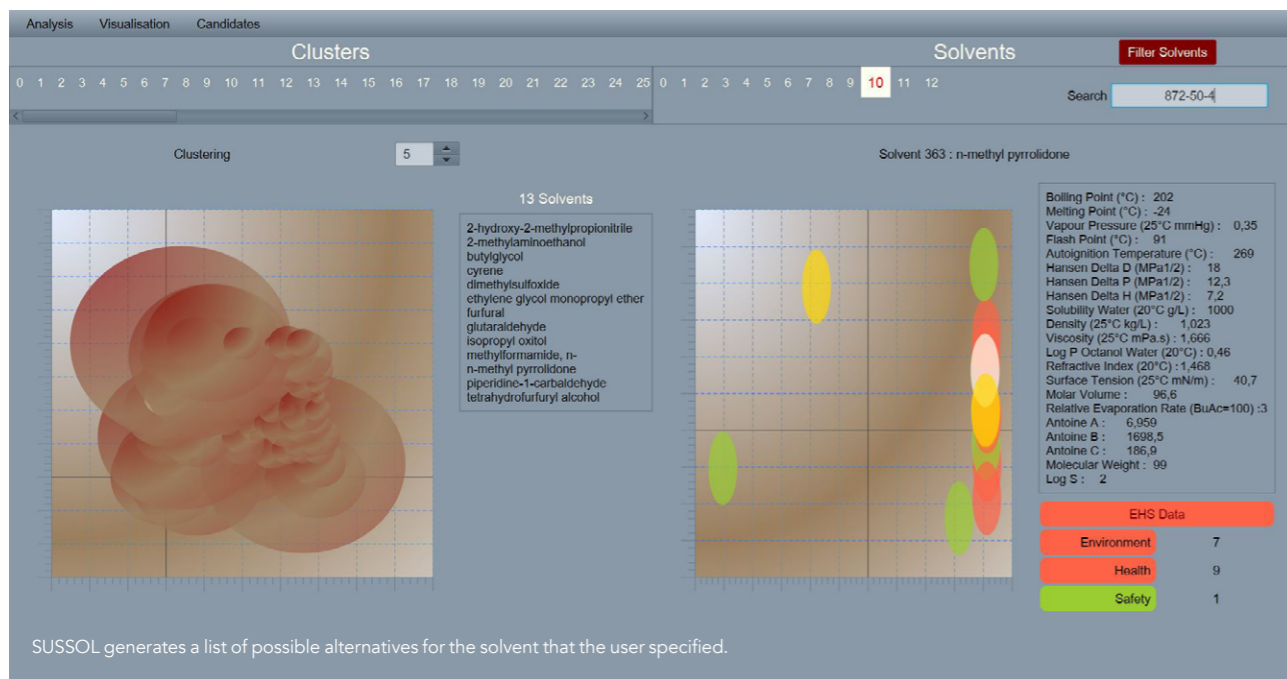 Analysis Visualisation Candidates
Clusters
Solvents
Filter Solvents
0 1 2 3 4 5 6 7 8 9 10 11 12 13 14 15 16 17 18 19 20 21 22 23 24 25
0 1 2 3 4 5 6 7 8 9 10 11 12
Search 872-50-4
Clustering 5
Solvent 363 : n-methyl pyrrolidone
13 Solvents
2-hydroxy-2-methylpropionitrile
2-methylaminoethanol
butylglycol
cyrene
dimethylsulfoxide
ethylene glycol monopropyl ether
furfural
glutaraldehyde
isopropyl oxitol
methylformamide, n-
n-methyl pyrrolidone
piperidine-1-carbaldehyde
tetrahydrofurfuryl alcohol
Boiling Point (°C) : 202
Melting Point (°C) : -24
Vapour Pressure (25°C mmHg) : 0,35
Flash Point (°C) : 91
Autoignition Temperature (°C) : 269
Hansen Delta D (MPa1/2) : 18
Hansen Delta P (MPa1/2) : 12,3
Hansen Delta H (MPa1/2) : 7,2
Solubility Water (20°C g/L) : 1000
Density (25°C kg/L) : 1,023
Viscosity (25°C mPa.s) : 1,666
Log P Octanol Water (20°C) : 0,46
Refractive Index (20°C) : 1,468
Surface Tension (25°C mN/m) : 40,7
Molar Volume : 96,6
Relative Evaporation Rate (BuAc=100) :3
Antoine A : 6,959
Antoine B : 1698,5
Antoine C : 186,9
Molecular Weight : 99
Log S : 2
EHS Data
Environment 7
Health 9
Safety 1
SUSSOL generates a list of possible alternatives for the solvent that the user specified.